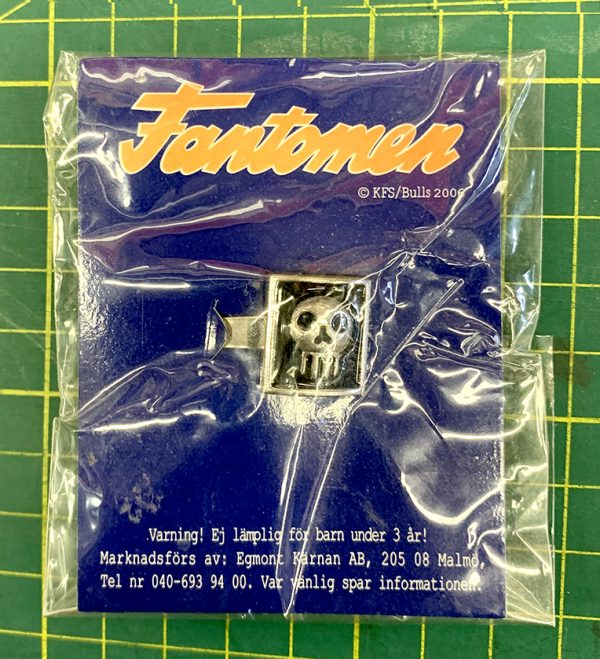 Fantomen
© KFS/Bulls 2006
Varning! Ej lämplig för barn under 3 år!
Marknadsförs av: Egmont Kärnan AB, 205 08 Malmö,
Tel nr 040-693 94 00. Var vänlig spar informationen.